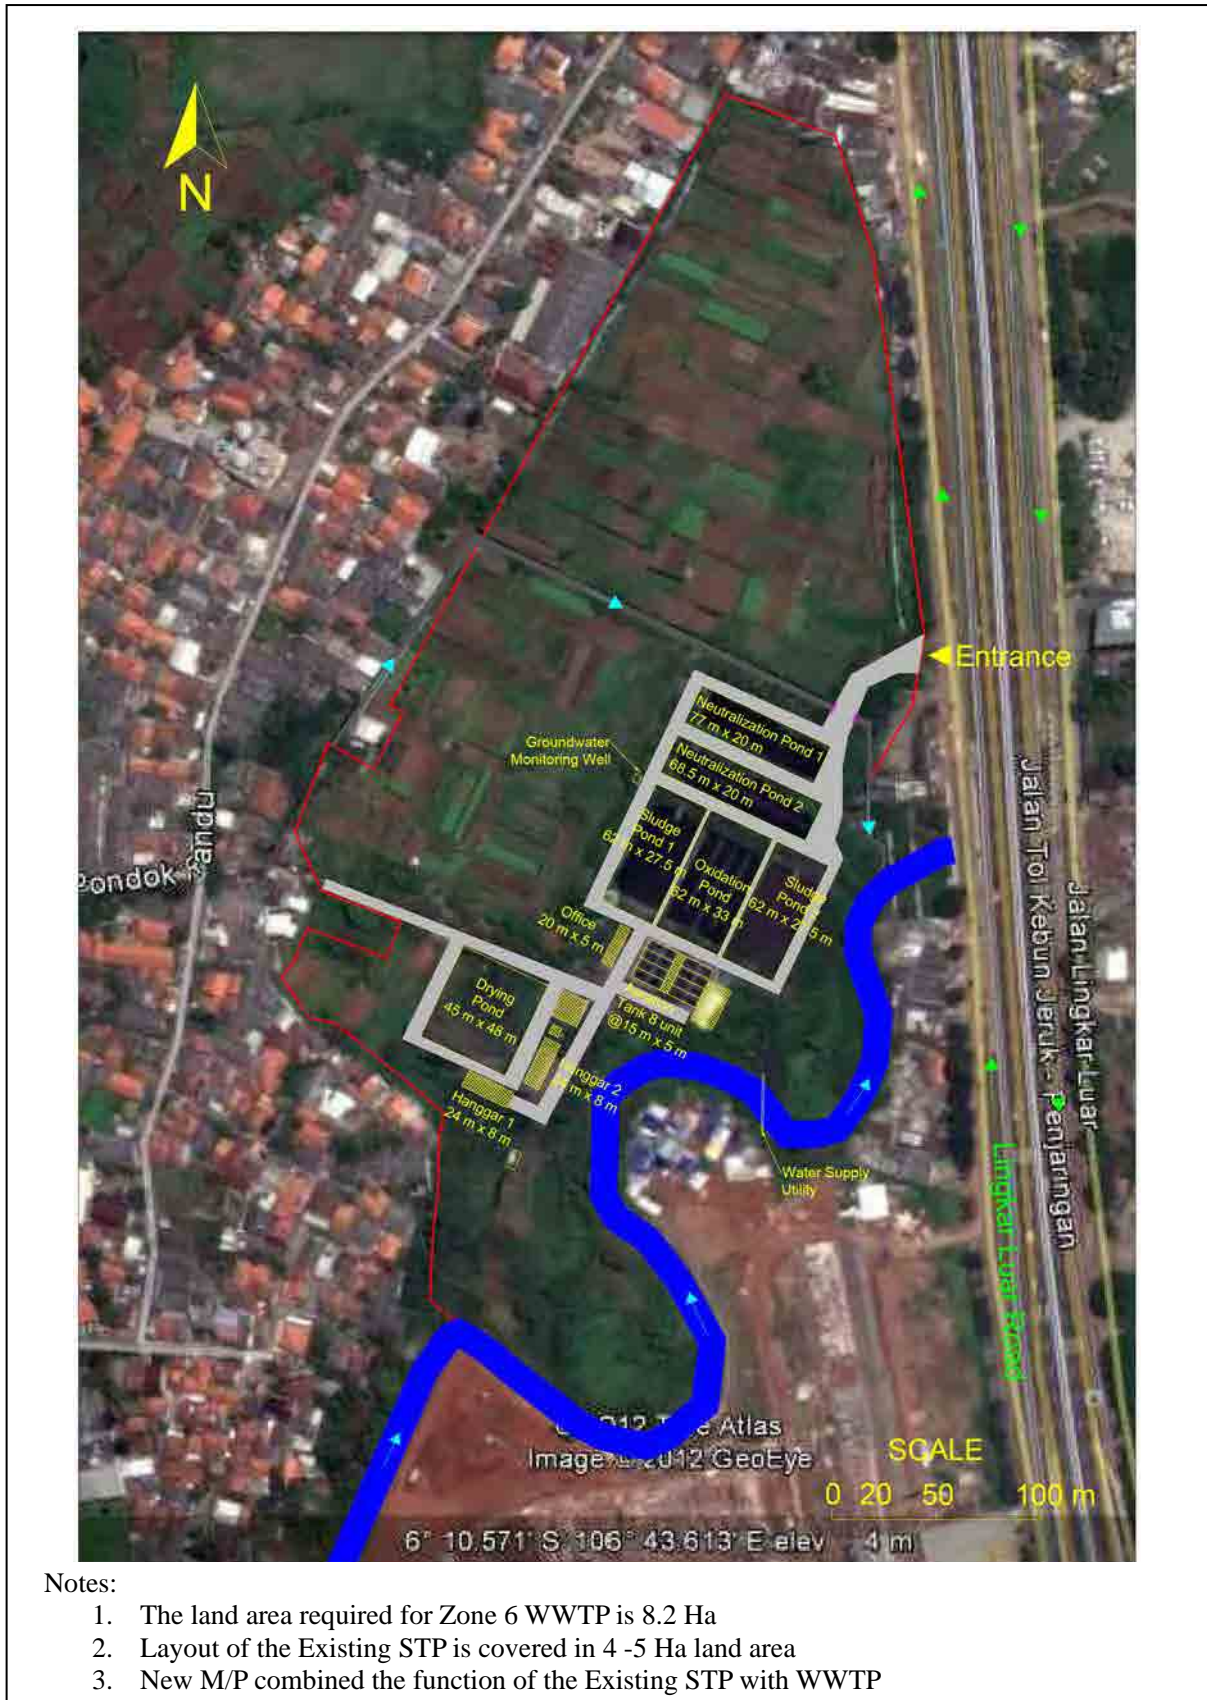 N
Entrance
Neutralization Pond 1
77 m x 20 m
Groundwater
Monitoring Well
Neutralization Pond 2
68.5 m x 20 m
Sludge
Pond 1
x 27.5 m
Oxidation
Pond
62 m x 33 m
Sludge
62 m x
Office
20 m x 5 m
Drying
Pond
45 m x 48 m
Tank 8 unit
@15 m x 5 m
Hanggar 2
m x 8 m
Hanggar 1
24 m x 8 m
Water Supply
Utility
Pondok
Jalan Tol Kebun Jeruk - Penjaringan
Jalan Lingkar Luar
Lingkar Luar Road
Atlas
Image © 2012 GeoEye
SCALE
0 20 50 100 m
6° 10.571' S 106° 43.613' E elev 4 m
Notes:
1. The land area required for Zone 6 WWTP is 8.2 Ha
2. Layout of the Existing STP is covered in 4 -5 Ha land area
3. New M/P combined the function of the Existing STP with WWTP